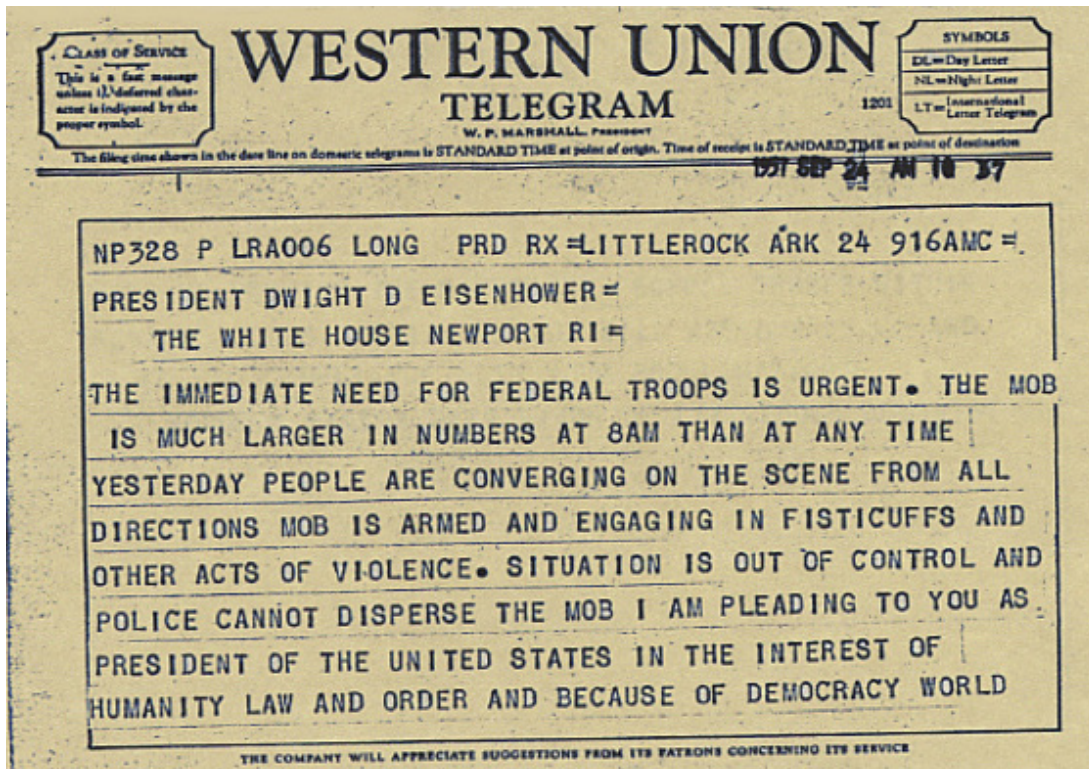 CLASS OF SERVICE
This is a fast message
unless its deferred char-
acter is indicated by the
proper symbol.
WESTERN UNION
TELEGRAM
1201
W. P. MARSHALL, PRESIDENT
SYMBOLS
DL=Day Letter
NL=Night Letter
LT=International Letter Telegram
The filing time shown in the date line on domestic telegrams is STANDARD TIME at point of origin. Time of receipt is STANDARD TIME at point of destination
1957 SEP 24 AM 10 37
NP328 P LRA006 LONG PRD RX=LITTLEROCK ARK 24 916AMC=
PRESIDENT DWIGHT D EISENHOWER=
THE WHITE HOUSE NEWPORT RI=
THE IMMEDIATE NEED FOR FEDERAL TROOPS IS URGENT. THE MOB
IS MUCH LARGER IN NUMBERS AT 8AM THAN AT ANY TIME
YESTERDAY PEOPLE ARE CONVERGING ON THE SCENE FROM ALL
DIRECTIONS MOB IS ARMED AND ENGAGING IN FISTICUFFS AND
OTHER ACTS OF VIOLENCE. SITUATION IS OUT OF CONTROL AND
POLICE CANNOT DISPERSE THE MOB I AM PLEADING TO YOU AS
PRESIDENT OF THE UNITED STATES IN THE INTEREST OF
HUMANITY LAW AND ORDER AND BECAUSE OF DEMOCRACY WORLD
THE COMPANY WILL APPRECIATE SUGGESTIONS FROM ITS PATRONS CONCERNING ITS SERVICE